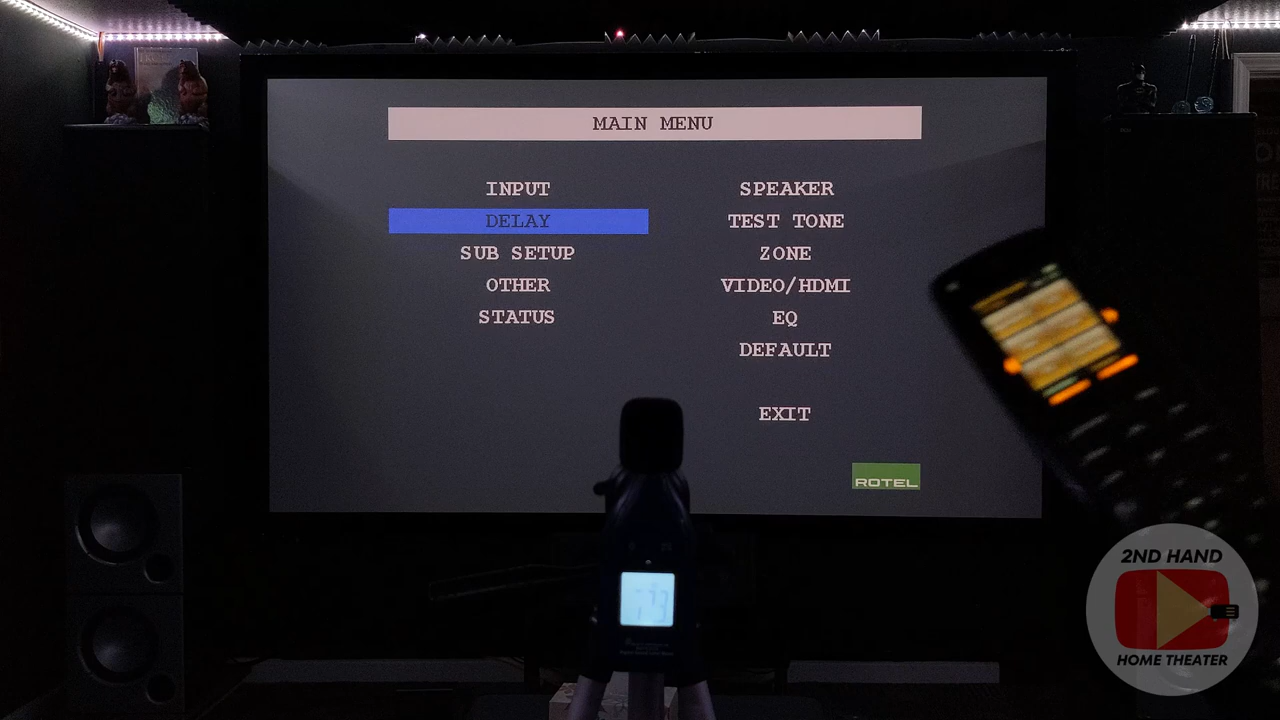 MAIN MENU
INPUT
DELAY
SUB SETUP
OTHER
STATUS
SPEAKER
TEST TONE
ZONE
VIDEO/HDMI
EQ
DEFAULT
EXIT
ROTEL
2ND HAND
HOME THEATER